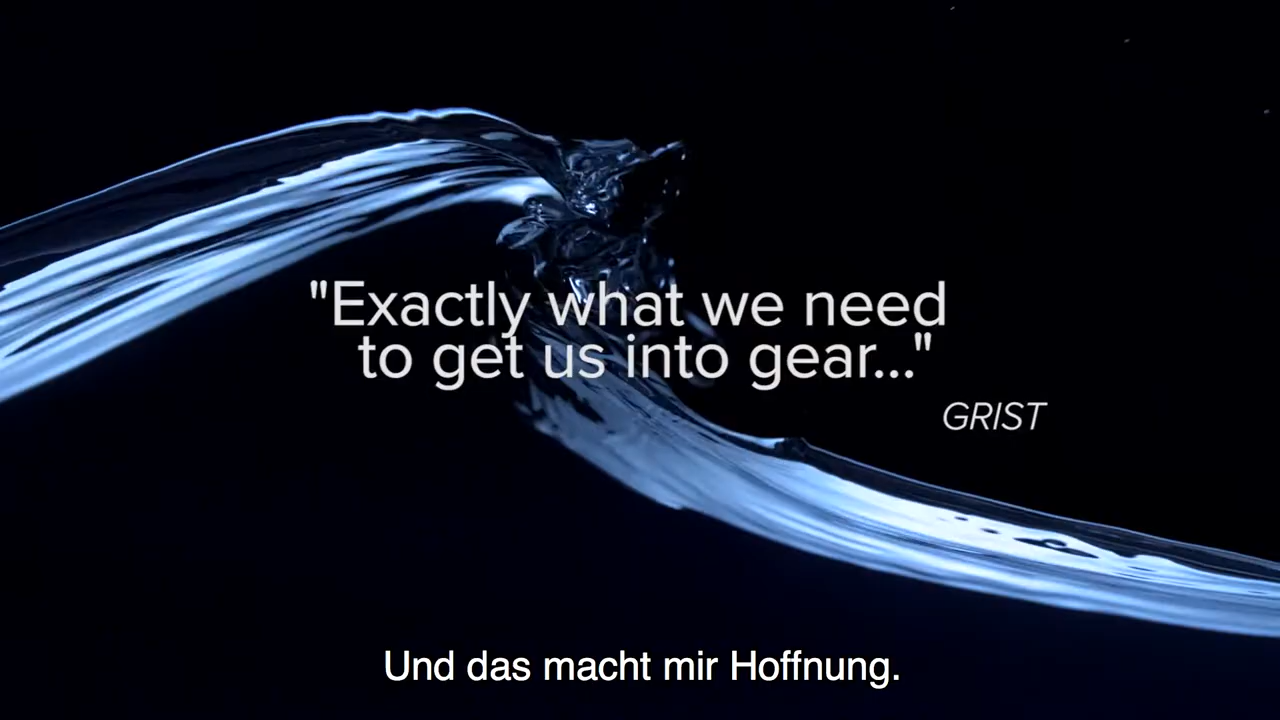 "Exactly what we need
to get us into gear..."
GRIST
Und das macht mir Hoffnung.